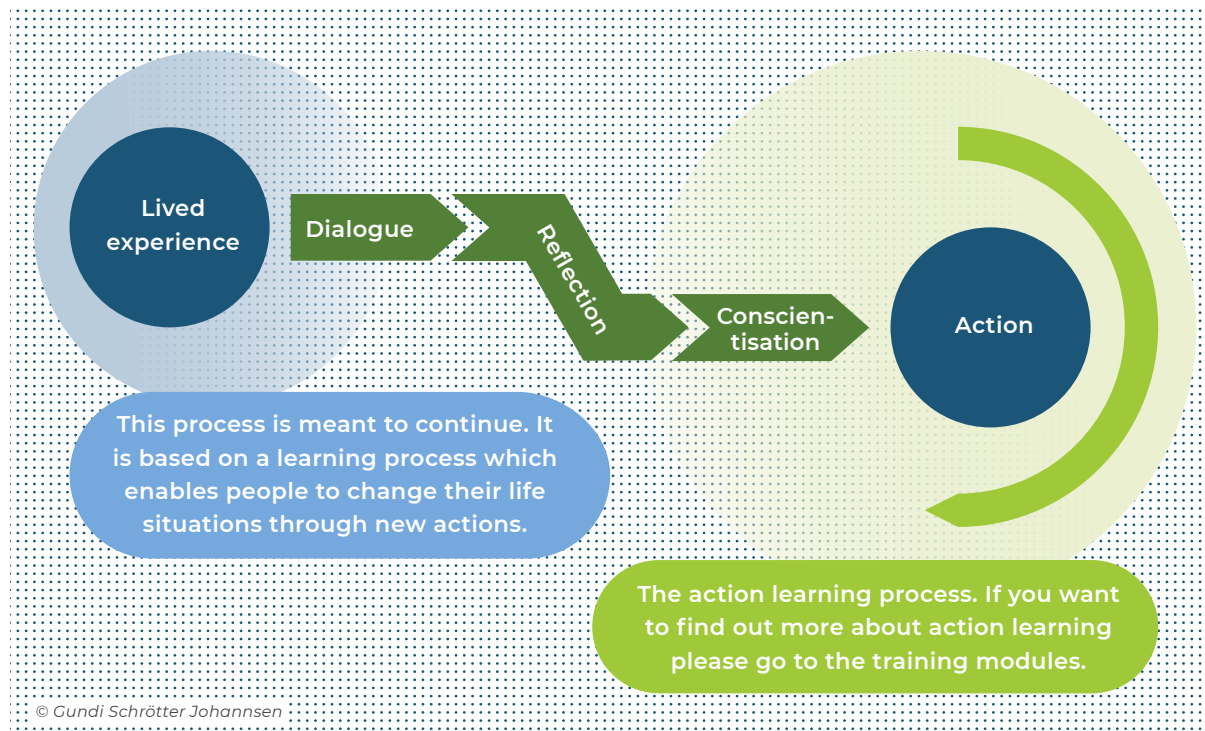 Lived
experience
Dialogue
Reflection
Conscien-
tisation
Action
This process is meant to continue. It
is based on a learning process which
enables people to change their life
situations through new actions.
The action learning process. If you want
to find out more about action learning
please go to the training modules.
© Gundi Schrötter Johannsen